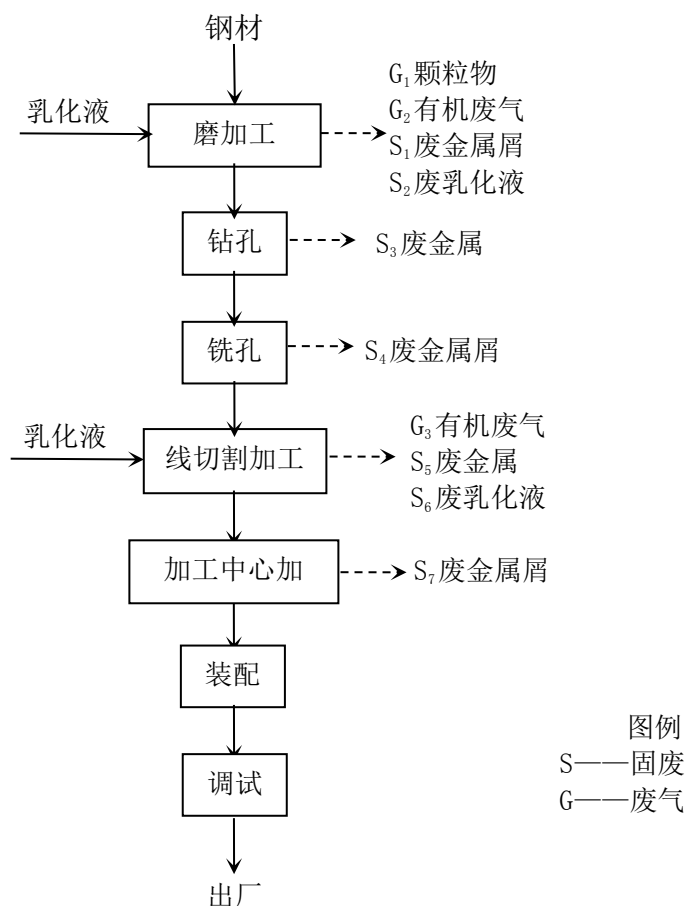 钢材
乳化液
磨加工
G₁颗粒物
G₂有机废气
S₁废金属屑
S₂废乳化液
钻孔
S₃废金属
铣孔
S₄废金属屑
乳化液
线切割加工
G₃有机废气
S₅废金属
S₆废乳化液
加工中心加
S₇废金属屑
装配
调试
图例
S——固废
G——废气
出厂